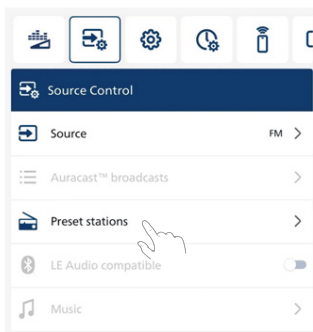 Source Control
Source FM
Auracast™ broadcasts
Preset stations
LE Audio compatible
Music